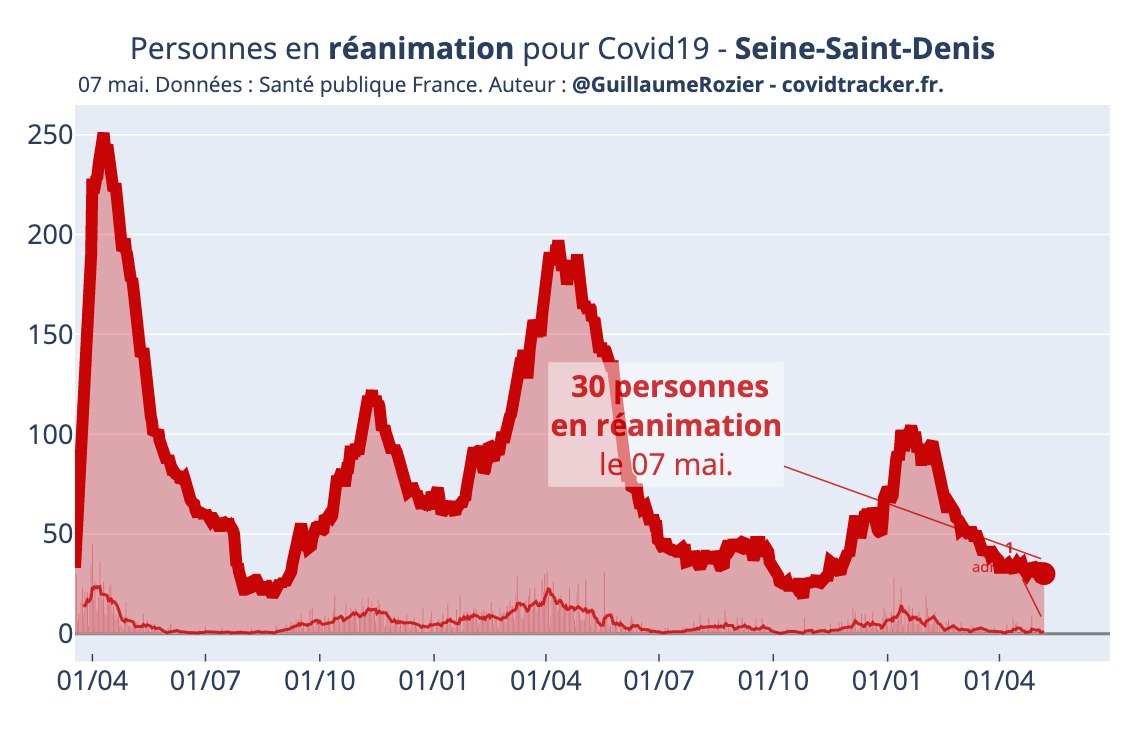 Personnes en réanimation pour Covid19 - Seine-Saint-Denis
07 mai. Données : Santé publique France. Auteur : @GuillaumeRozier - covidtracker.fr.
250
200
150
100
50
0
30 personnes
en réanimation
le 07 mai.
1
01/04 01/07 01/10 01/01 01/04 01/07 01/10 01/01 01/04